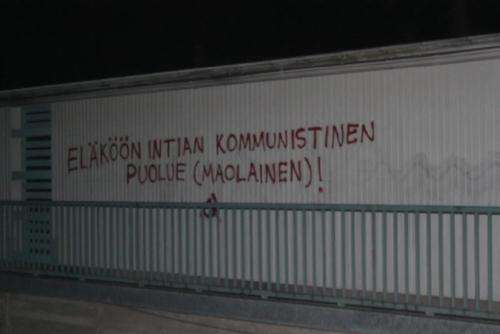 ELÄKÖÖN INTIAN KOMMUNISTINEN
PUOLUE (MAOLAINEN)!